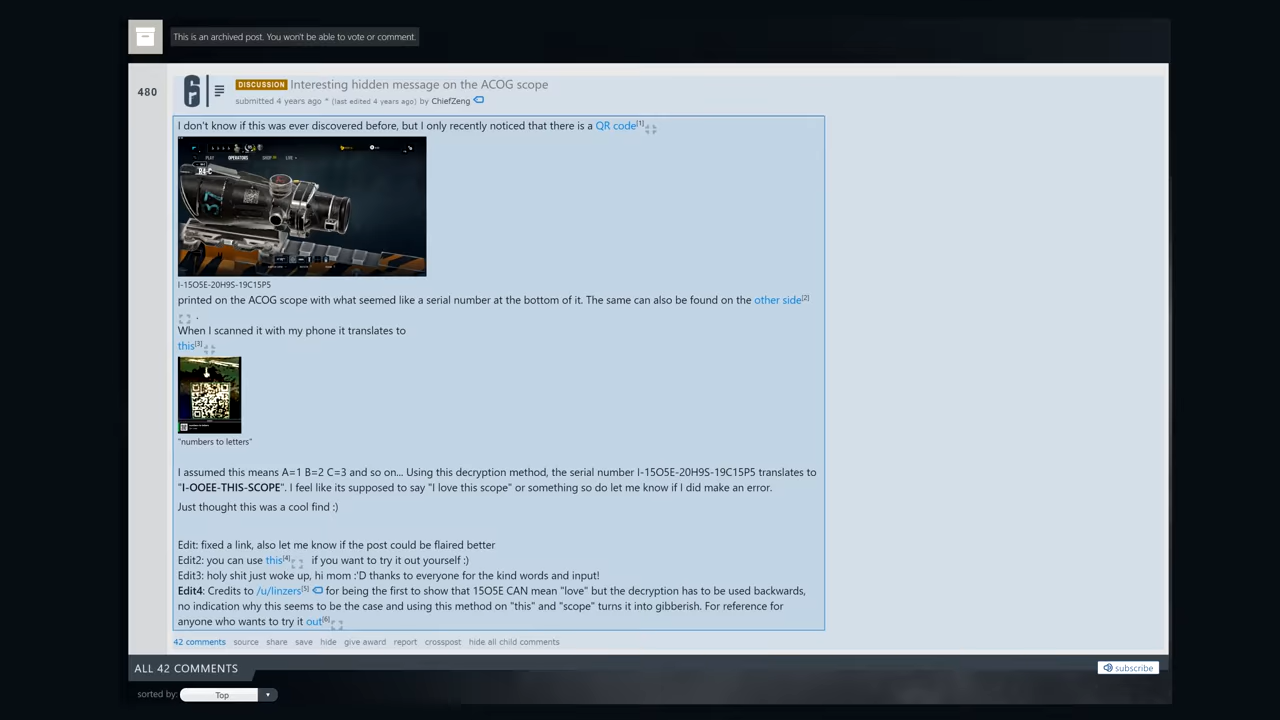 This is an archived post. You won't be able to vote or comment.
480
DISCUSSION Interesting hidden message on the ACOG scope
submitted 4 years ago * (last edited 4 years ago) by ChiefZeng
I don't know if this was ever discovered before, but I only recently noticed that there is a QR code[1]
PLAY OPERATORS SHOP LIVE
R4-C
37
I-15O5E-20H9S-19C15P5
printed on the ACOG scope with what seemed like a serial number at the bottom of it. The same can also be found on the other side[2]
.
When I scanned it with my phone it translates to
this[3]
"numbers to letters"
I assumed this means A=1 B=2 C=3 and so on... Using this decryption method, the serial number I-15O5E-20H9S-19C15P5 translates to
"I-OOEE-THIS-SCOPE". I feel like its supposed to say "I love this scope" or something so do let me know if I did make an error.
Just thought this was a cool find :)
Edit: fixed a link, also let me know if the post could be flaired better
Edit2: you can use this[4] if you want to try it out yourself ;)
Edit3: holy shit just woke up, hi mom :'D thanks to everyone for the kind words and input!
Edit4: Credits to /u/linzers[5] for being the first to show that 15O5E CAN mean "love" but the decryption has to be used backwards,
no indication why this seems to be the case and using this method on "this" and "scope" turns it into gibberish. For reference for
anyone who wants to try it out[6]
42 comments source share save hide give award report crosspost hide all child comments
ALL 42 COMMENTS
subscribe
sorted by: Top